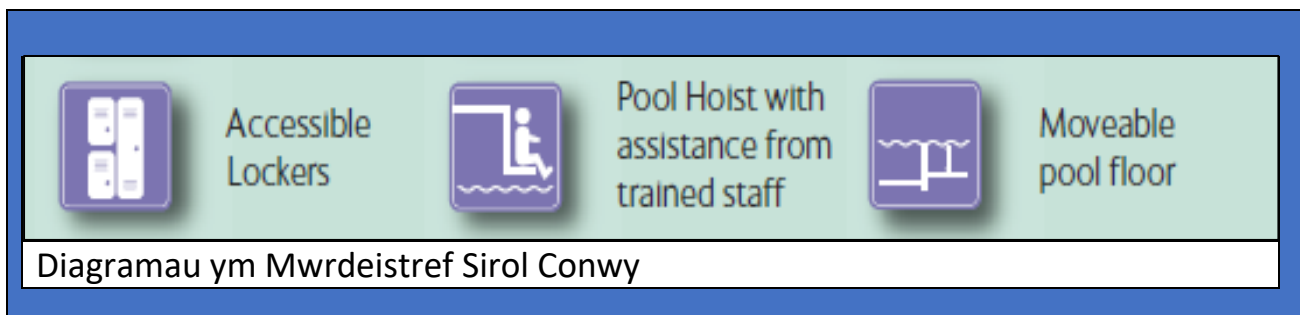 Accessible
Lockers
Pool Hoist with
assistance from
trained staff
Moveable
pool floor
Diagramau ym Mwrdeistref Sirol Conwy